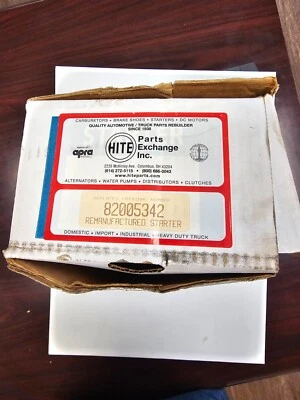 CARBURETORS • BRAKE SHOES • STARTERS • DC MOTORS
QUALITY AUTOMOTIVE / TRUCK PARTS REBUILDER
SINCE 1938
apra
HITE
Parts
Exchange
Inc.
2235 McKinley Ave. Columbus, OH 43204
(614) 272-5115 • (800) 686-0043
www.hiteparts.com
ALTERNATORS • WATER PUMPS • DISTRIBUTORS • CLUTCHES
82005342
REMANUFACTURED STARTER
DOMESTIC • IMPORT • INDUSTRIAL • HEAVY DUTY TRUCK